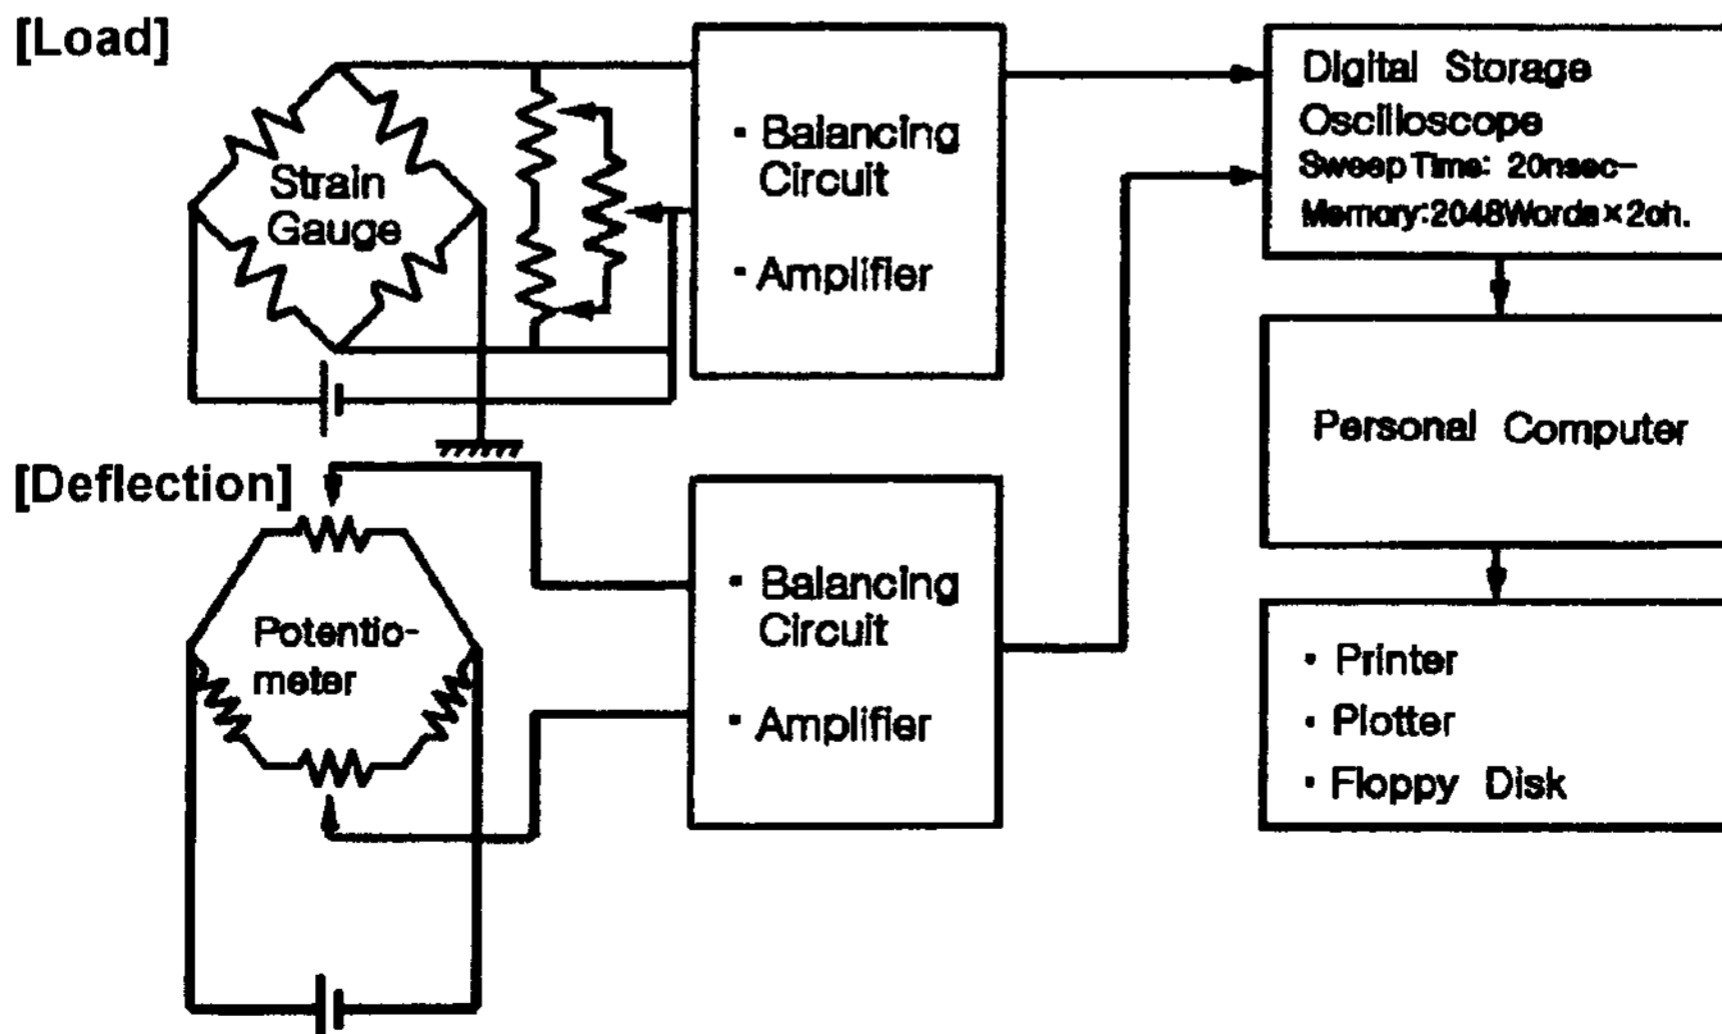 [Load]
Strain
Gauge
· Balancing
Circuit
· Amplifier
Digital Storage
Oscilloscope
Sweep Time: 20nsec-
Memory:2048Words×2ch.
Personal Computer
· Printer
· Plotter
· Floppy Disk
[Deflection]
Potentio-
meter
· Balancing
Circuit
· Amplifier